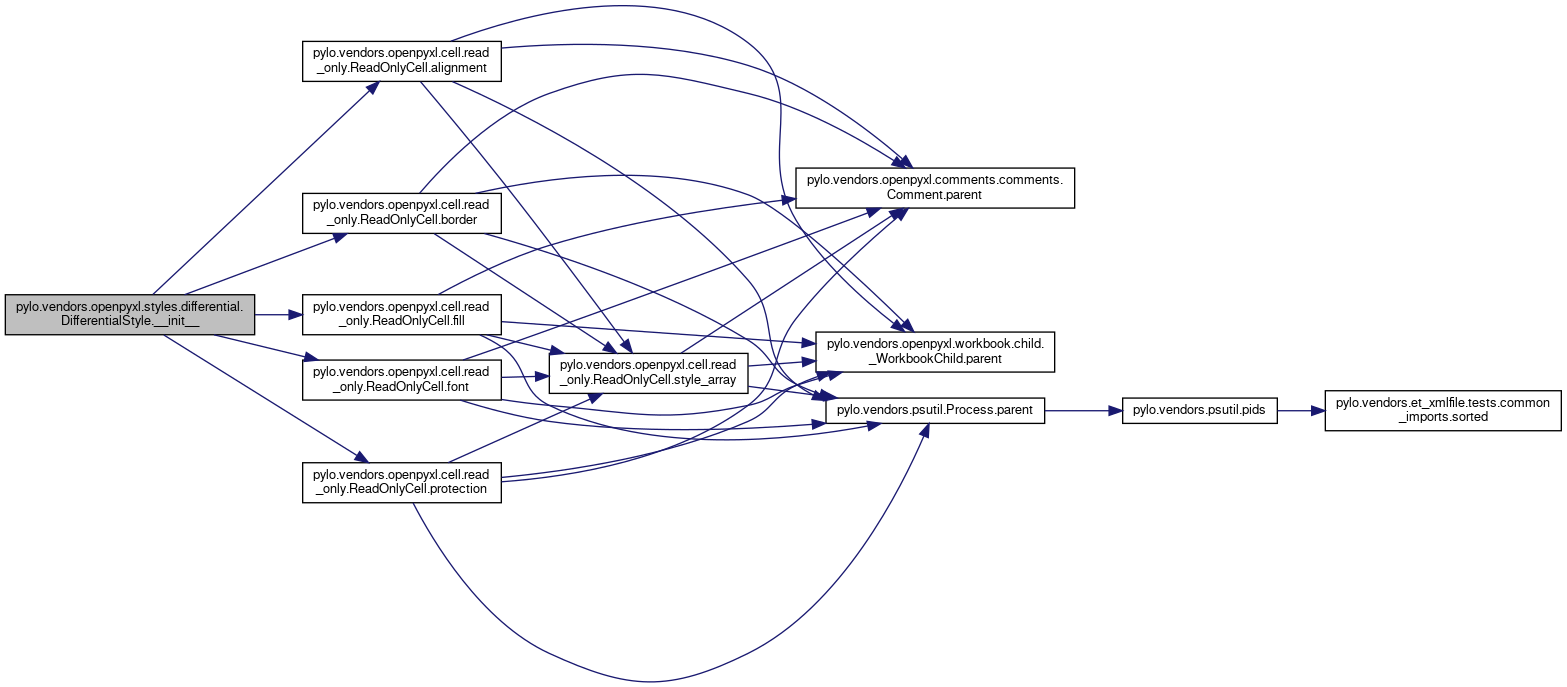 pylo.vendors.openpyxl.styles.differential.
DifferentialStyle.__init__
pylo.vendors.openpyxl.cell.read
_only.ReadOnlyCell.alignment
pylo.vendors.openpyxl.cell.read
_only.ReadOnlyCell.border
pylo.vendors.openpyxl.cell.read
_only.ReadOnlyCell.fill
pylo.vendors.openpyxl.cell.read
_only.ReadOnlyCell.font
pylo.vendors.openpyxl.cell.read
_only.ReadOnlyCell.protection
pylo.vendors.openpyxl.cell.read
_only.ReadOnlyCell.style_array
pylo.vendors.openpyxl.comments.comments.
Comment.parent
pylo.vendors.openpyxl.workbook.child.
_WorkbookChild.parent
pylo.vendors.psutil.Process.parent
pylo.vendors.psutil.pids
pylo.vendors.et_xmlfile.tests.common
_imports.sorted